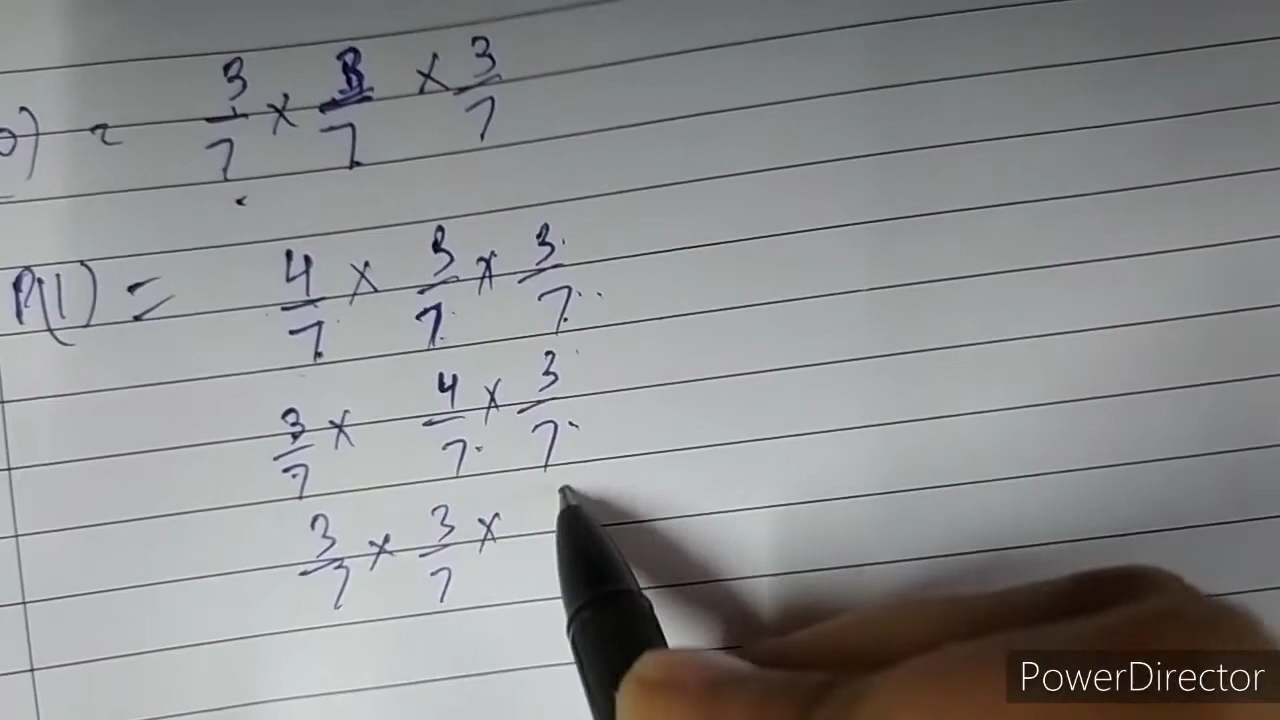 0) = 3/7 × 3/7 × 3/7
P(1) = 4/7 × 3/7 × 3/7
3/7 × 4/7 × 3/7
3/7 × 3/7 ×
PowerDirector